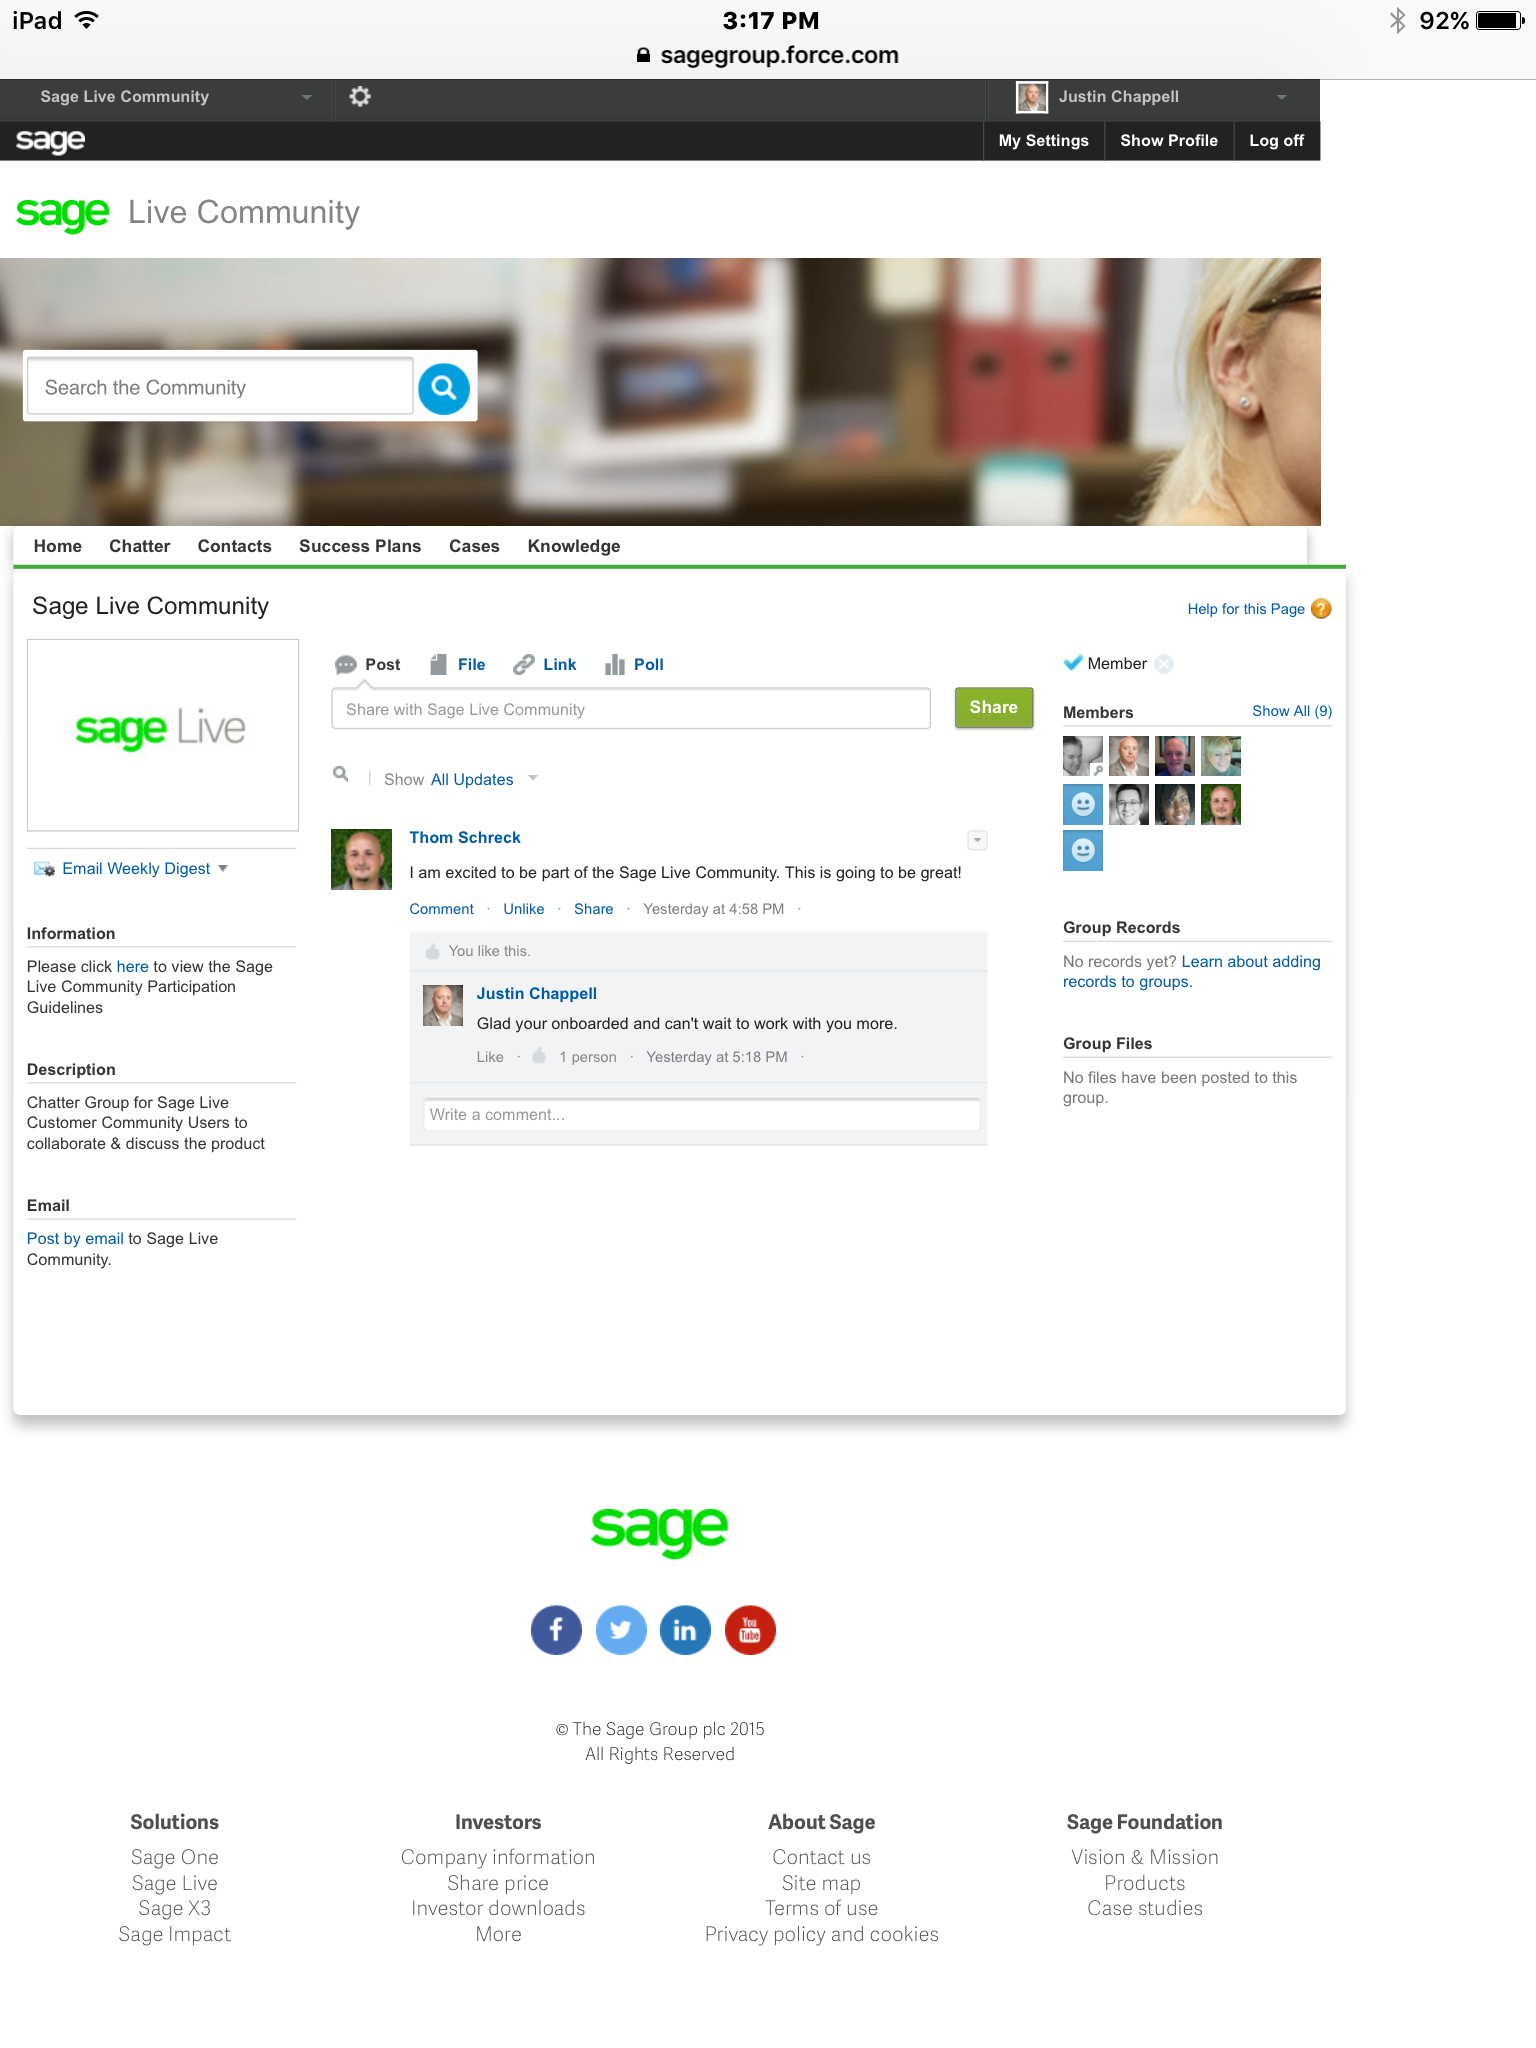 iPad
3:17 PM
92%
sagegroup.force.com
Sage Live Community
Justin Chappell
sage
My Settings
Show Profile
Log off
sage Live Community
Search the Community
Home
Chatter
Contacts
Success Plans
Cases
Knowledge
Sage Live Community
Help for this Page
sage Live
Email Weekly Digest
Information
Please click here to view the Sage
Live Community Participation
Guidelines
Description
Chatter Group for Sage Live
Customer Community Users to
collaborate & discuss the product
Email
Post by email to Sage Live
Community.
Post
File
Link
Poll
Share with Sage Live Community
Share
Show All Updates
Thom Schreck
I am excited to be part of the Sage Live Community. This is going to be great!
Comment · Unlike · Share · Yesterday at 4:58 PM ·
You like this.
Justin Chappell
Glad your onboarded and can't wait to work with you more.
Like · 1 person · Yesterday at 5:18 PM ·
Write a comment...
Member
Members
Show All (9)
Group Records
No records yet? Learn about adding
records to groups.
Group Files
No files have been posted to this
group.
sage
f
in
You Tube
© The Sage Group plc 2015
All Rights Reserved
Solutions
Sage One
Sage Live
Sage X3
Sage Impact
Investors
Company information
Share price
Investor downloads
More
About Sage
Contact us
Site map
Terms of use
Privacy policy and cookies
Sage Foundation
Vision & Mission
Products
Case studies